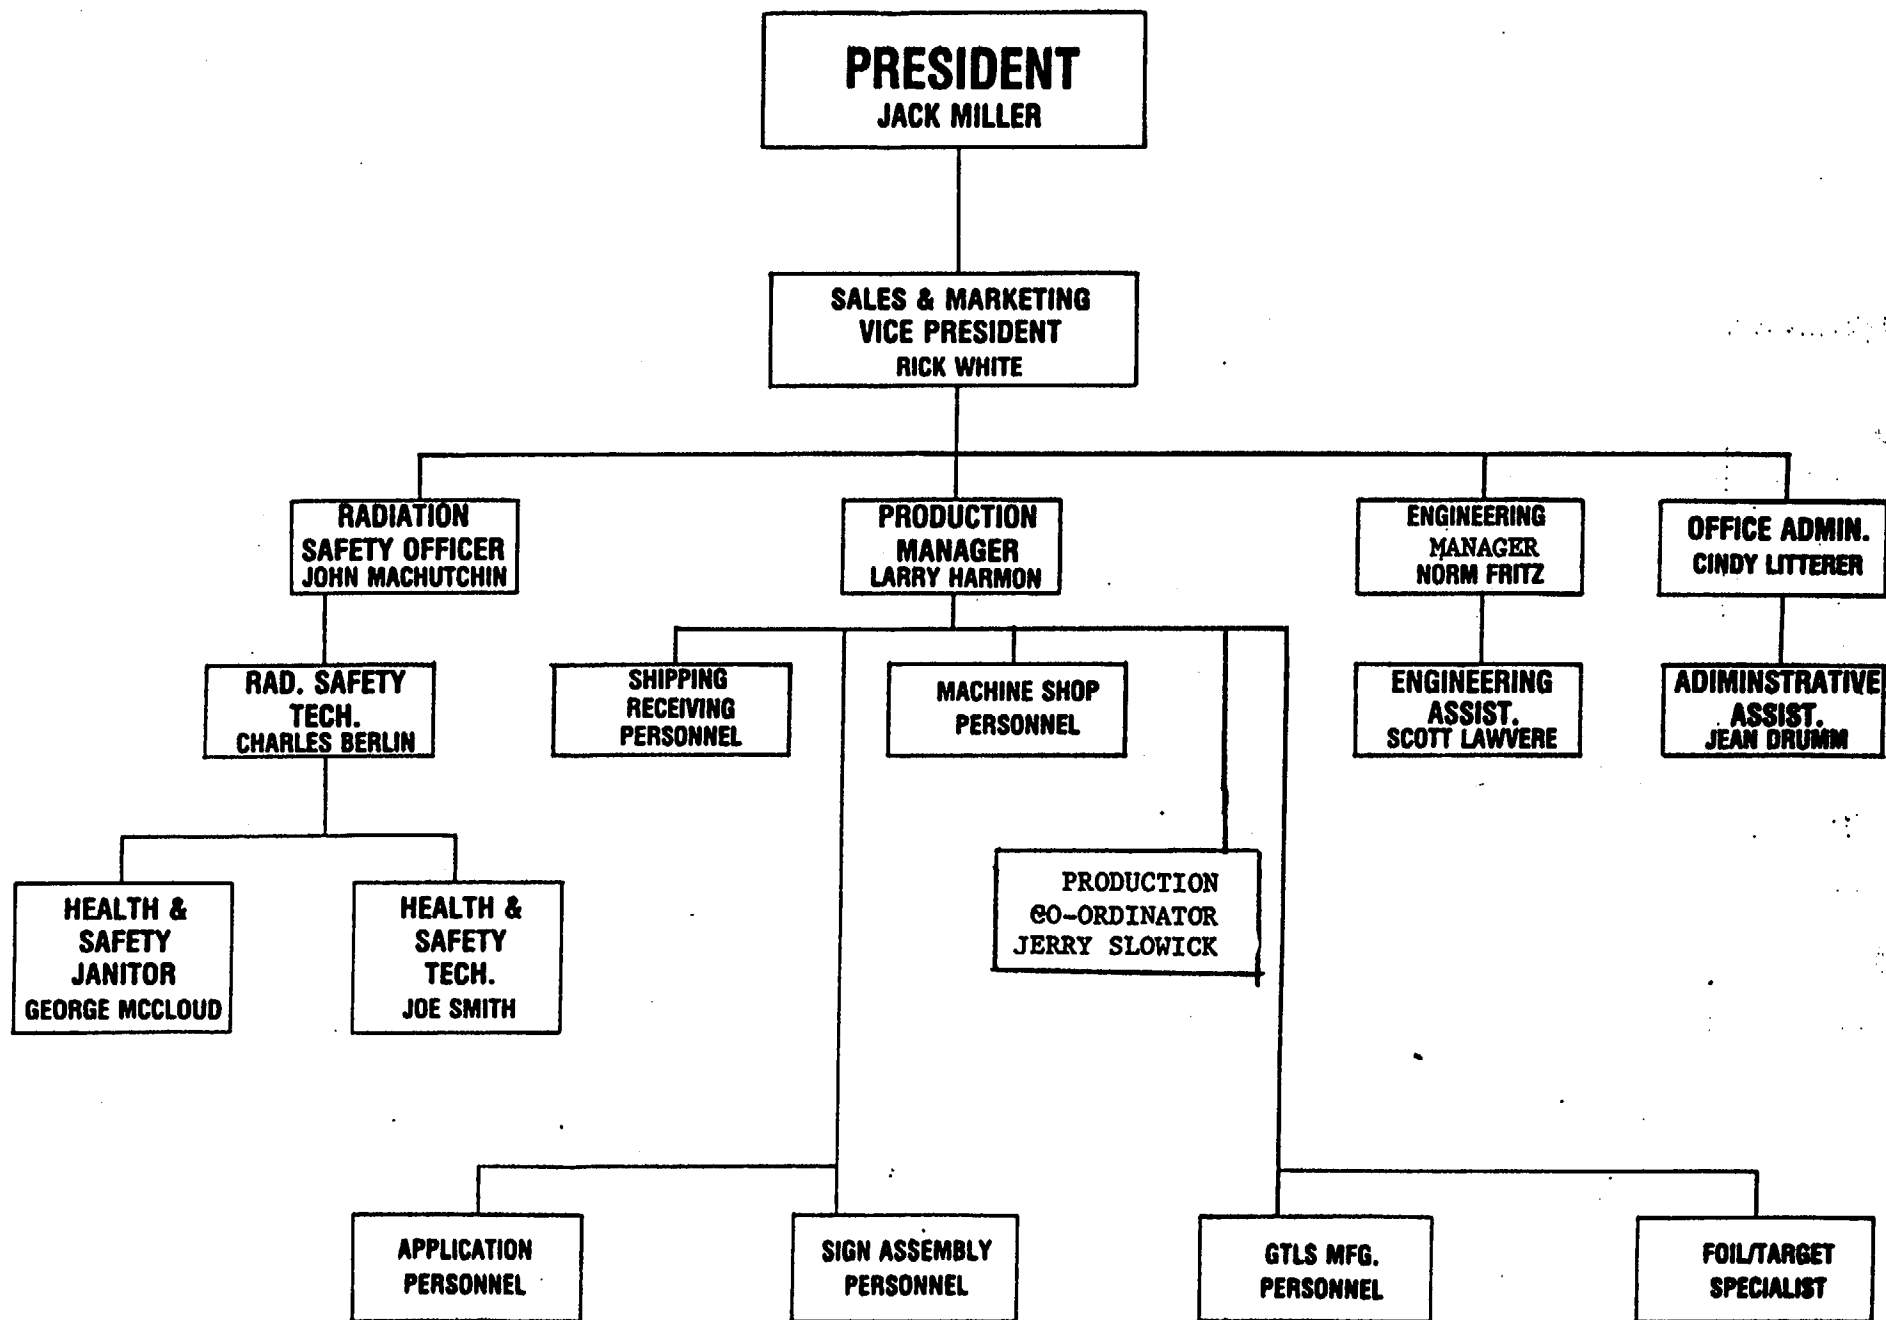 PRESIDENT
JACK MILLER
SALES & MARKETING
VICE PRESIDENT
RICK WHITE
RADIATION
SAFETY OFFICER
JOHN MACHUTCHIN
PRODUCTION
MANAGER
LARRY HARMON
ENGINEERING
MANAGER
NORM FRITZ
OFFICE ADMIN.
CINDY LITTERER
RAD. SAFETY
TECH.
CHARLES BERLIN
SHIPPING
RECEIVING
PERSONNEL
MACHINE SHOP
PERSONNEL
ENGINEERING
ASSIST.
SCOTT LAWVERE
ADIMINSTRATIVE
ASSIST.
JEAN DRUMM
HEALTH &
SAFETY
JANITOR
GEORGE MCCLOUD
HEALTH &
SAFETY
TECH.
JOE SMITH
PRODUCTION
CO-ORDINATOR
JERRY SLOWICK
APPLICATION
PERSONNEL
SIGN ASSEMBLY
PERSONNEL
GTLS MFG.
PERSONNEL
FOIL/TARGET
SPECIALIST